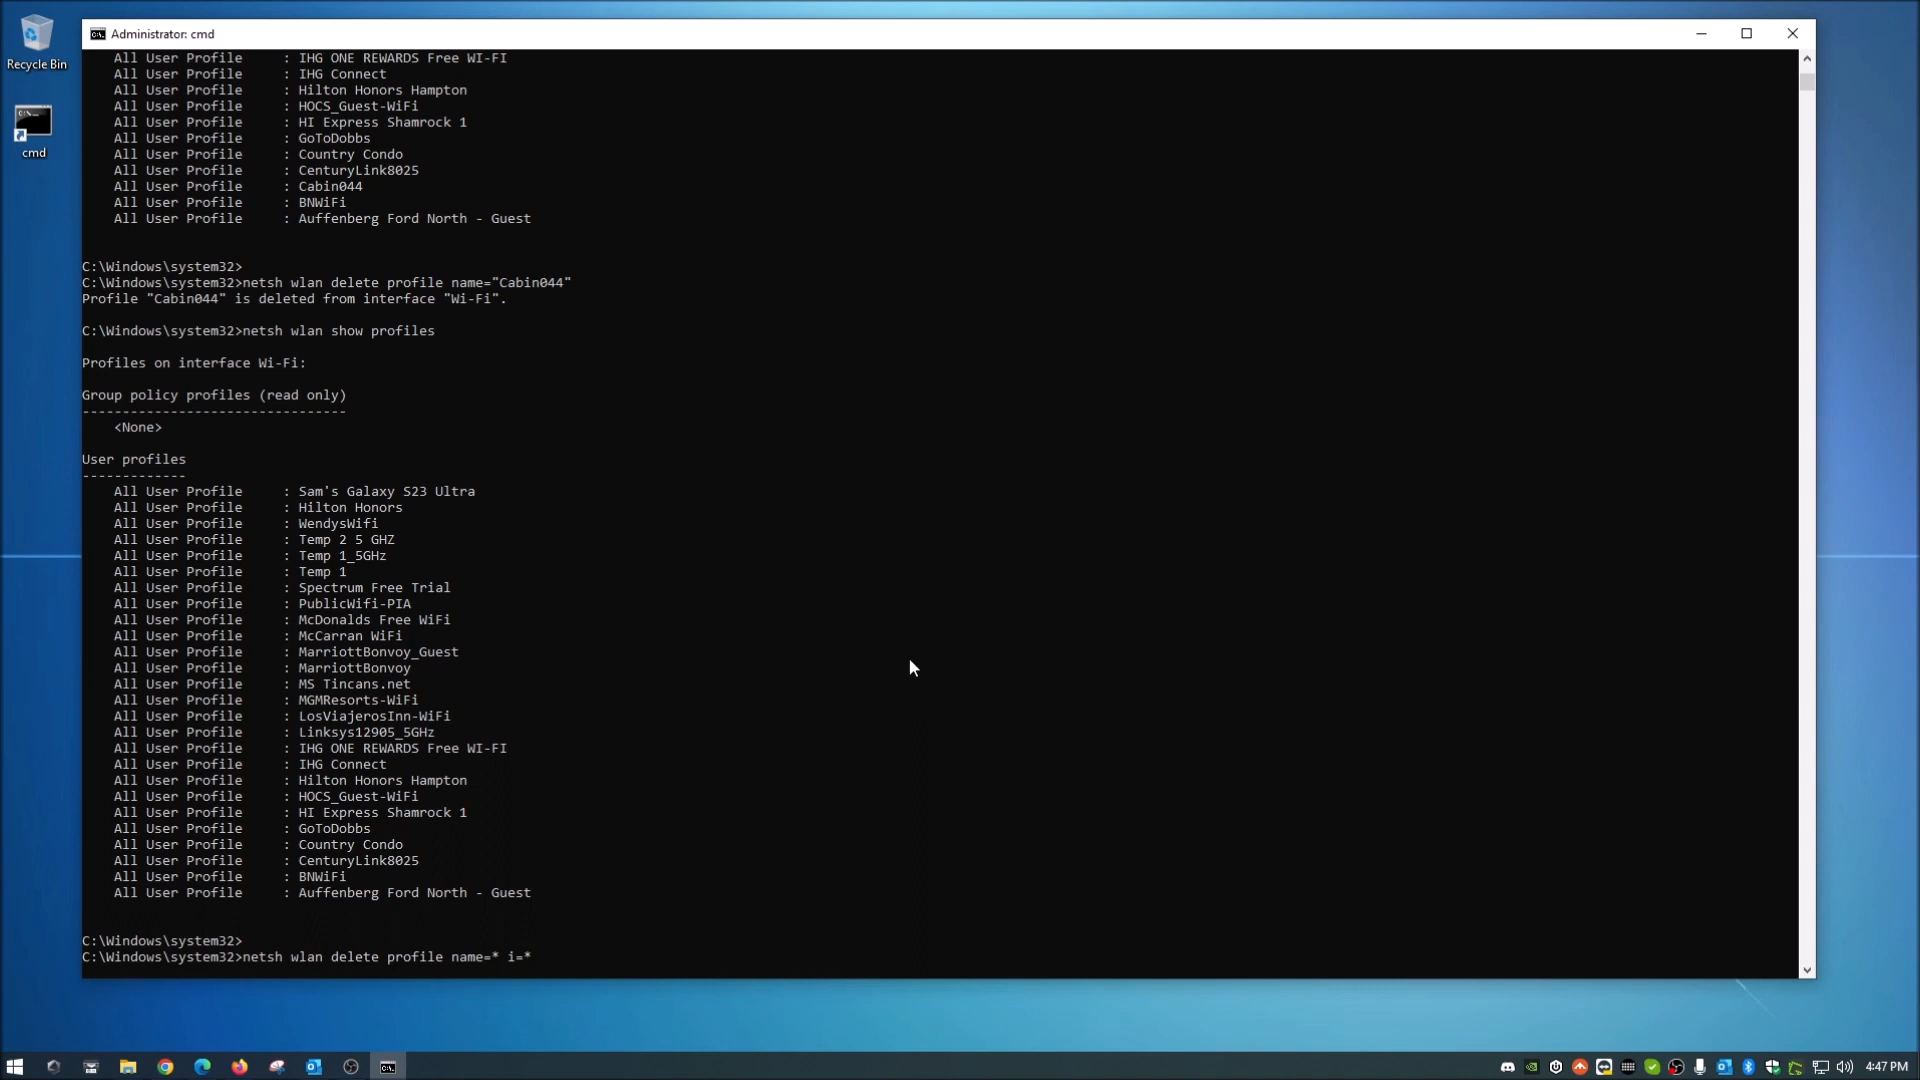 Recycle Bin
cmd
Administrator: cmd
All User Profile : IHG ONE REWARDS Free WI-FI
All User Profile : IHG Connect
All User Profile : Hilton Honors Hampton
All User Profile : HOCS_Guest-WiFi
All User Profile : HI Express Shamrock 1
All User Profile : GoToDobbs
All User Profile : Country Condo
All User Profile : CenturyLink8025
All User Profile : Cabin044
All User Profile : BNWiFi
All User Profile : Auffenberg Ford North - Guest
C:\Windows\system32>
C:\Windows\system32>netsh wlan delete profile name="Cabin044"
Profile "Cabin044" is deleted from interface "Wi-Fi".
C:\Windows\system32>netsh wlan show profiles
Profiles on interface Wi-Fi:
Group policy profiles (read only)
---------------------------------
<None>
User profiles
-------------
All User Profile : Sam's Galaxy S23 Ultra
All User Profile : Hilton Honors
All User Profile : WendysWifi
All User Profile : Temp 2 5 GHZ
All User Profile : Temp 1_5GHz
All User Profile : Temp 1
All User Profile : Spectrum Free Trial
All User Profile : PublicWifi-PIA
All User Profile : McDonalds Free WiFi
All User Profile : McCarran WiFi
All User Profile : MarriottBonvoy_Guest
All User Profile : MarriottBonvoy
All User Profile : MS Tincans.net
All User Profile : MGMResorts-WiFi
All User Profile : LosViajerosInn-WiFi
All User Profile : Linksys12905_5GHz
All User Profile : IHG ONE REWARDS Free WI-FI
All User Profile : IHG Connect
All User Profile : Hilton Honors Hampton
All User Profile : HOCS_Guest-WiFi
All User Profile : HI Express Shamrock 1
All User Profile : GoToDobbs
All User Profile : Country Condo
All User Profile : CenturyLink8025
All User Profile : BNWiFi
All User Profile : Auffenberg Ford North - Guest
C:\Windows\system32>
C:\Windows\system32>netsh wlan delete profile name=* i=*
4:47 PM